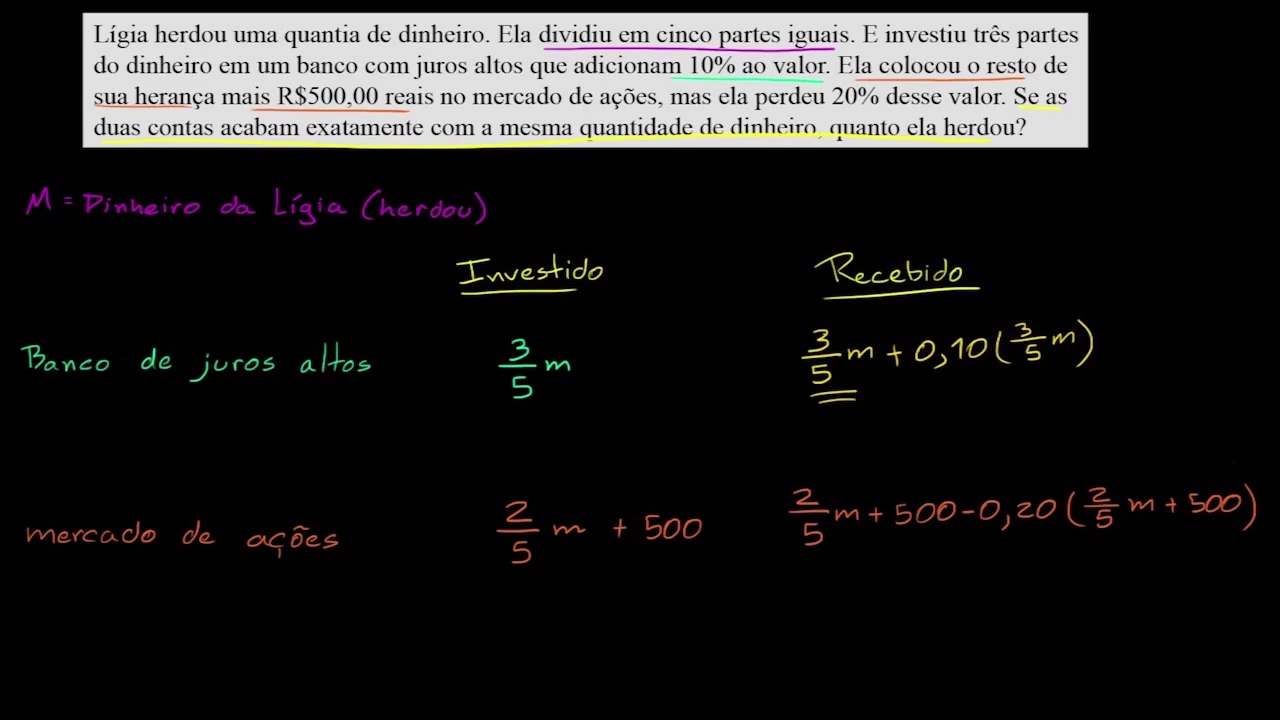 Lígia herdou uma quantia de dinheiro. Ela dividiu em cinco partes iguais. E investiu três partes
do dinheiro em um banco com juros altos que adicionam 10% ao valor. Ela colocou o resto de
sua herança mais R$500,00 reais no mercado de ações, mas ela perdeu 20% desse valor. Se as
duas contas acabam exatamente com a mesma quantidade de dinheiro, quanto ela herdou?
M = Dinheiro da Lígia (herdou)
Investido Recebido
Banco de juros altos 3/5 m 3/5 m + 0,10 (3/5 m)
mercado de ações 2/5 m + 500 2/5 m + 500 - 0,20 (2/5 m + 500)